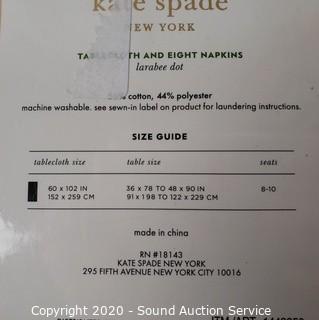 kate spade
NEW YORK
TABLECLOTH AND EIGHT NAPKINS
larabee dot
cotton, 44% polyester
machine washable. see sewn-in label on product for laundering instructions.
SIZE GUIDE
tablecloth size table size seats
60 x 102 IN 36 x 78 TO 48 x 90 IN 8-10
152 x 259 CM 91 x 198 TO 122 x 229 CM
made in china
RN #18143
KATE SPADE NEW YORK
295 FIFTH AVENUE NEW YORK CITY 10016
Copyright 2020 - Sound Auction Service